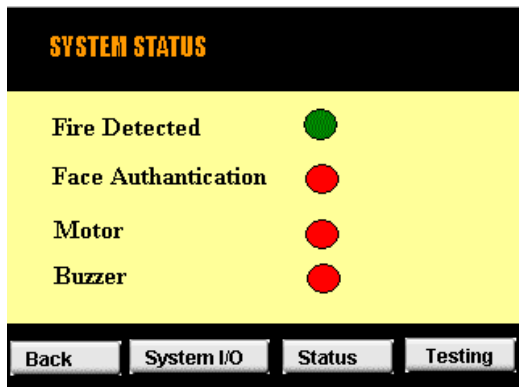 SYSTEM STATUS
Fire Detected
Face Authantication
Motor
Buzzer
Back System I/O Status Testing